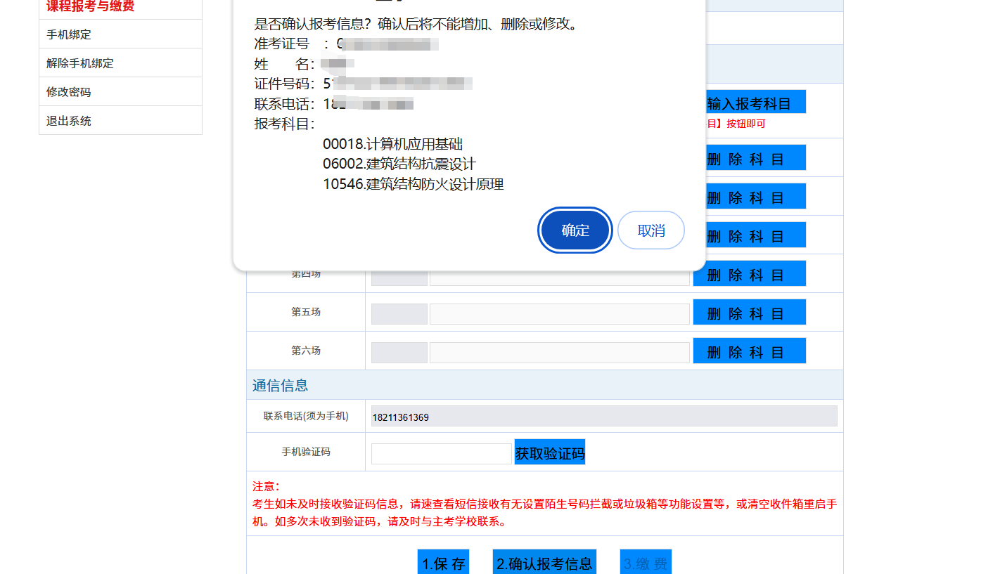 课程报考与缴费
手机绑定
解除手机绑定
修改密码
退出系统
是否确认报考信息？确认后将不能增加、删除或修改。
准考证号 ：0
姓 名：
证件号码：51
联系电话：18
报考科目：
00018.计算机应用基础
06002.建筑结构抗震设计
10546.建筑结构防火设计原理
确定
取消
输入报考科目
目】按钮即可
删 除 科 目
删 除 科 目
删 除 科 目
第四场
删 除 科 目
第五场
删 除 科 目
第六场
删 除 科 目
通信信息
联系电话(须为手机)
18211361369
手机验证码
获取验证码
注意：
考生如未及时接收验证码信息，请速查看短信接收有无设置陌生号码拦截或垃圾箱等功能设置等，或清空收件箱重启手
机。如多次未收到验证码，请及时与主考学校联系。
1.保 存
2.确认报考信息
3.缴 费